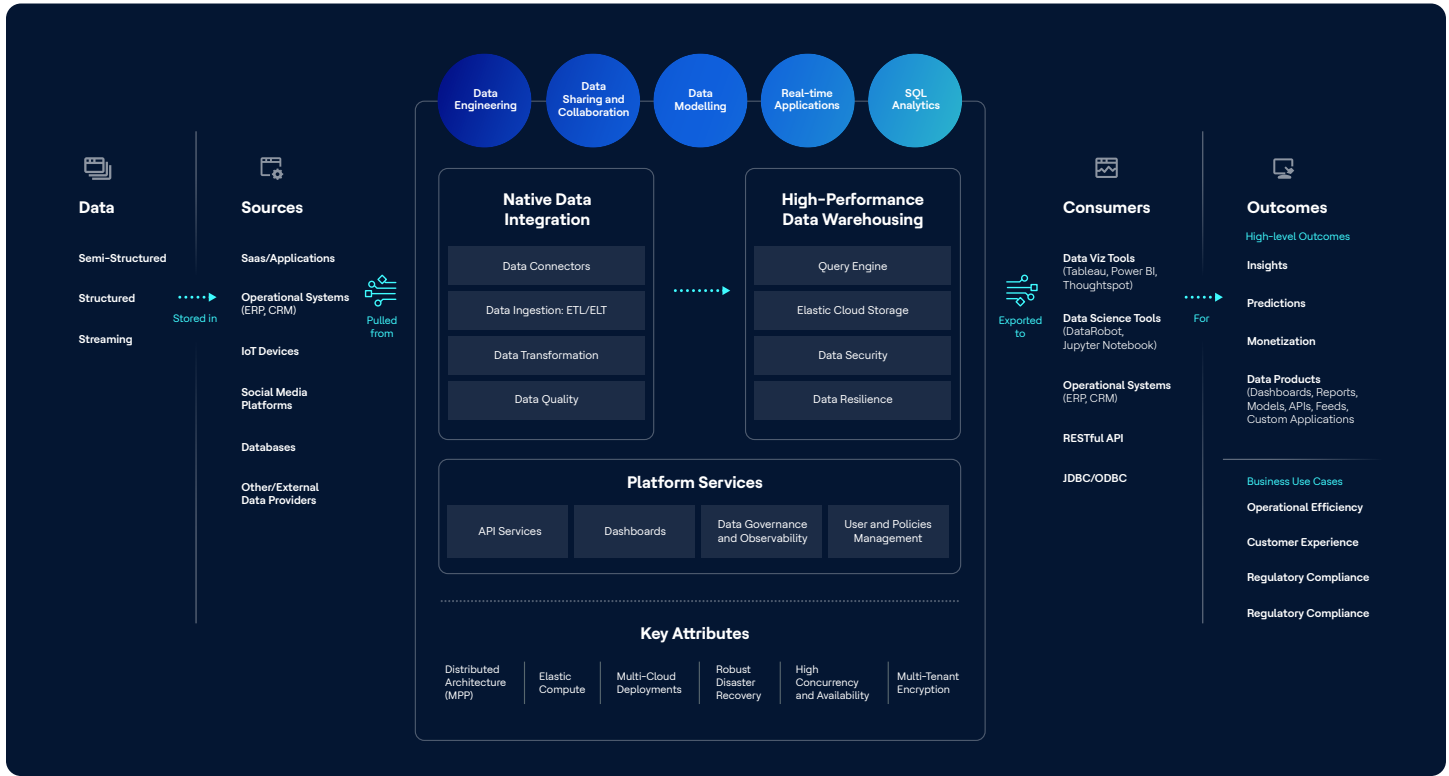 Data
Engineering
Data
Sharing and
Collaboration
Data
Modelling
Real-time
Applications
SQL
Analytics
Data
Semi-Structured
Structured
Streaming
Stored in
Sources
Saas/Applications
Operational Systems
(ERP, CRM)
IoT Devices
Social Media
Platforms
Databases
Other/External
Data Providers
Pulled
from
Native Data
Integration
Data Connectors
Data Ingestion: ETL/ELT
Data Transformation
Data Quality
High-Performance
Data Warehousing
Query Engine
Elastic Cloud Storage
Data Security
Data Resilience
Platform Services
API Services
Dashboards
Data Governance
and Observability
User and Policies
Management
Key Attributes
Distributed
Architecture
(MPP)
Elastic
Compute
Multi-Cloud
Deployments
Robust
Disaster
Recovery
High
Concurrency
and Availability
Multi-Tenant
Encryption
Exported
to
Consumers
Data Viz Tools
(Tableau, Power BI,
Thoughtspot)
Data Science Tools
(DataRobot,
Jupyter Notebook)
Operational Systems
(ERP, CRM)
RESTful API
JDBC/ODBC
For
Outcomes
High-level Outcomes
Insights
Predictions
Monetization
Data Products
(Dashboards, Reports,
Models, APIs, Feeds,
Custom Applications
Business Use Cases
Operational Efficiency
Customer Experience
Regulatory Compliance
Regulatory Compliance